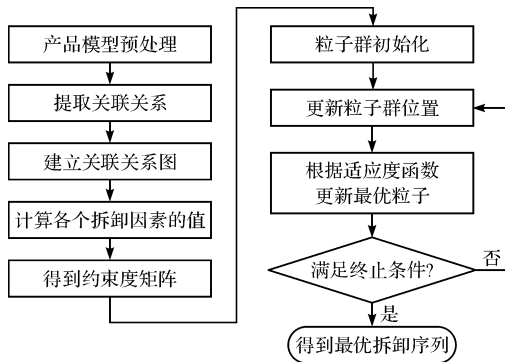 产品模型预处理
提取关联关系
建立关联关系图
计算各个拆卸因素的值
得到约束度矩阵
粒子群初始化
更新粒子群位置
根据适应度函数
更新最优粒子
满足终止条件?
否
是
得到最优拆卸序列